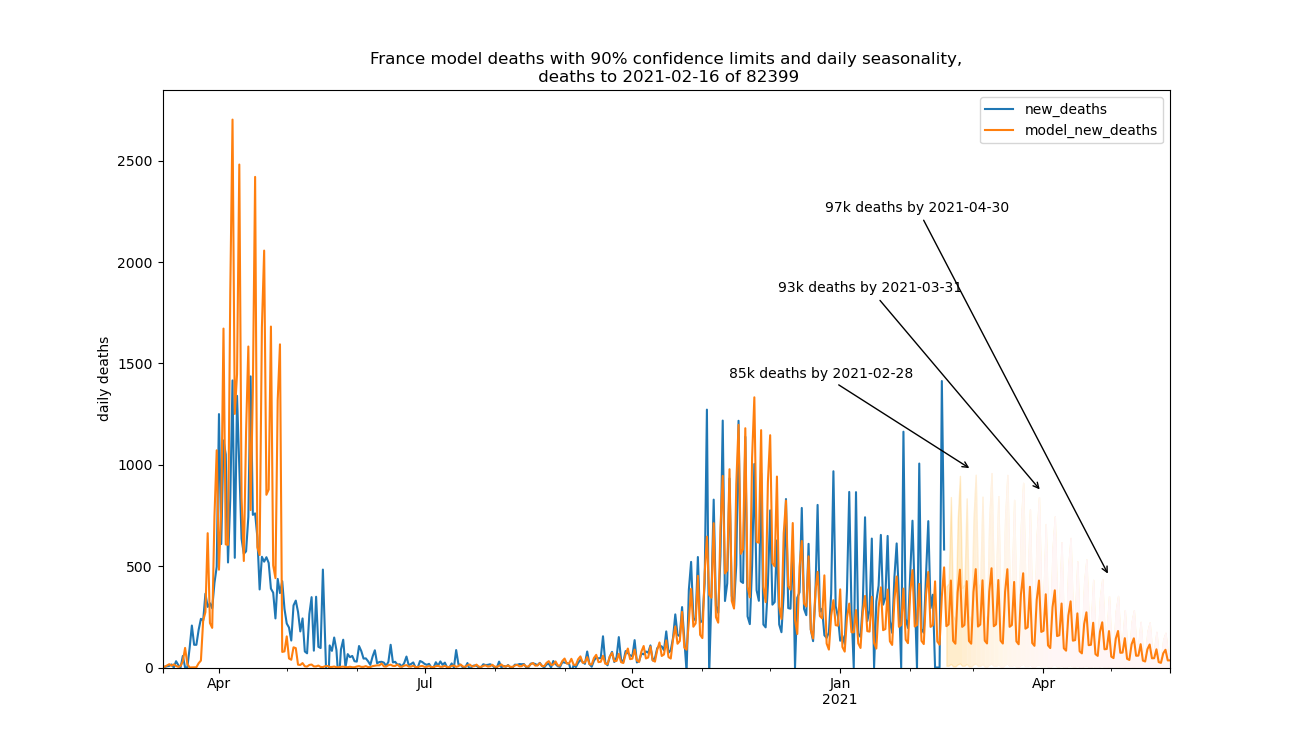 France model deaths with 90% confidence limits and daily seasonality,
deaths to 2021-02-16 of 82399
new_deaths
model_new_deaths
97k deaths by 2021-04-30
93k deaths by 2021-03-31
85k deaths by 2021-02-28
daily deaths
2500
2000
1500
1000
500
0
Apr
Jul
Oct
Jan
2021
Apr